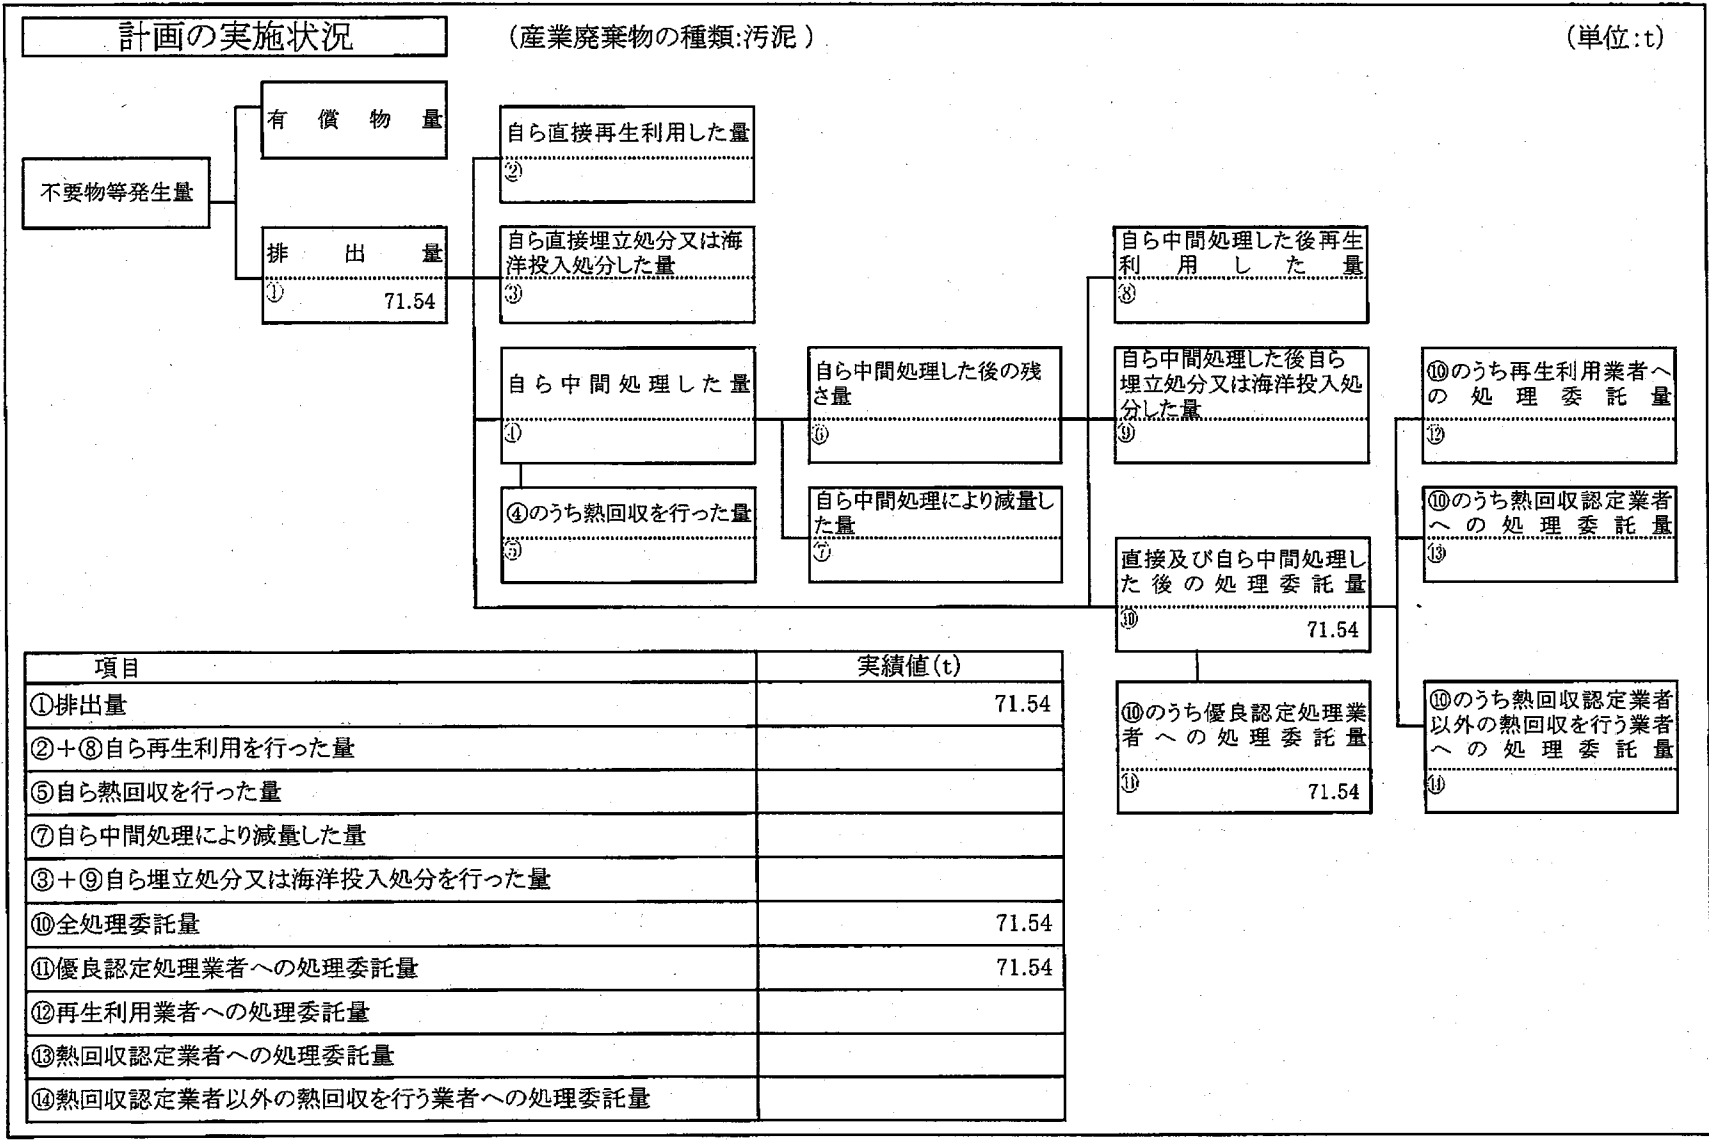 計画の実施状況
(産業廃棄物の種類:汚泥)
(単位:t)
有償物量
不要物等発生量
排出量
①
71.54
自ら直接再生利用した量
②
自ら直接埋立処分又は海
洋投入処分した量
③
自ら中間処理した量
④
④のうち熱回収を行った量
⑤
自ら中間処理した後の残
さ量
⑥
自ら中間処理により減量し
た量
⑦
自ら中間処理した後再生
利用した量
⑧
自ら中間処理した後自ら
埋立処分又は海洋投入処
分した量
⑨
直接及び自ら中間処理し
た後の処理委託量
⑩
71.54
⑩のうち優良認定処理業
者への処理委託量
⑪
71.54
⑩のうち再生利用業者へ
の処理委託量
⑫
⑩のうち熱回収認定業者
への処理委託量
⑬
⑩のうち熱回収認定業者
以外の熱回収を行う業者
への処理委託量
⑭
項目 実績値(t)
①排出量 71.54
②+⑧自ら再生利用を行った量
⑤自ら熱回収を行った量
⑦自ら中間処理により減量した量
③+⑨自ら埋立処分又は海洋投入処分を行った量
⑩全処理委託量 71.54
⑪優良認定処理業者への処理委託量 71.54
⑫再生利用業者への処理委託量
⑬熱回収認定業者への処理委託量
⑭熱回収認定業者以外の熱回収を行う業者への処理委託量